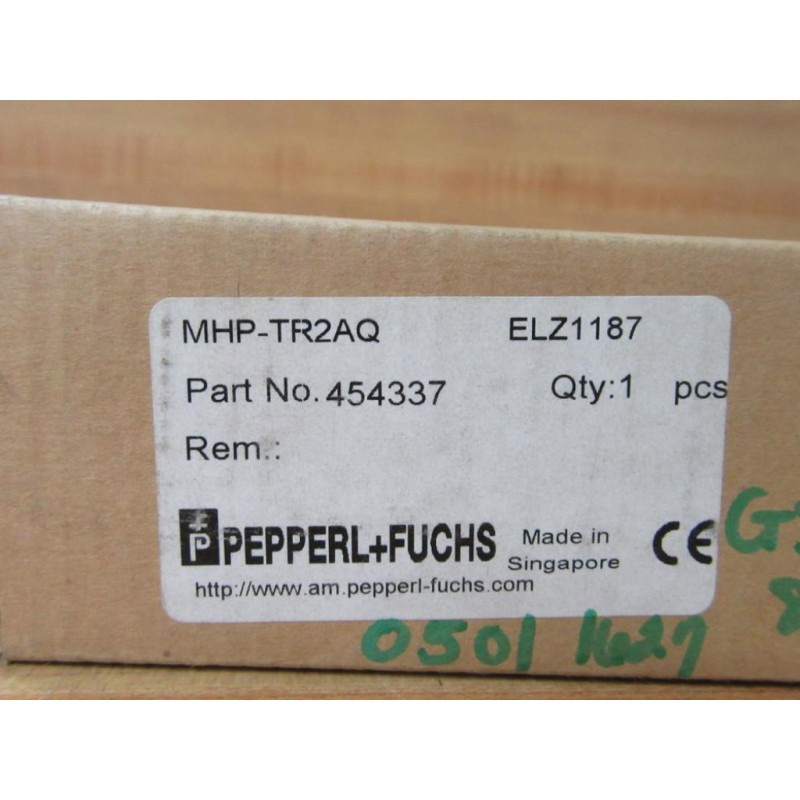 MHP-TR2AQ ELZ1187
Part No. 454337 Qty:1 pcs
Rem.:
PEPPERL+FUCHS Made in Singapore CE
http://www.am.pepperl-fuchs.com
0501 1627